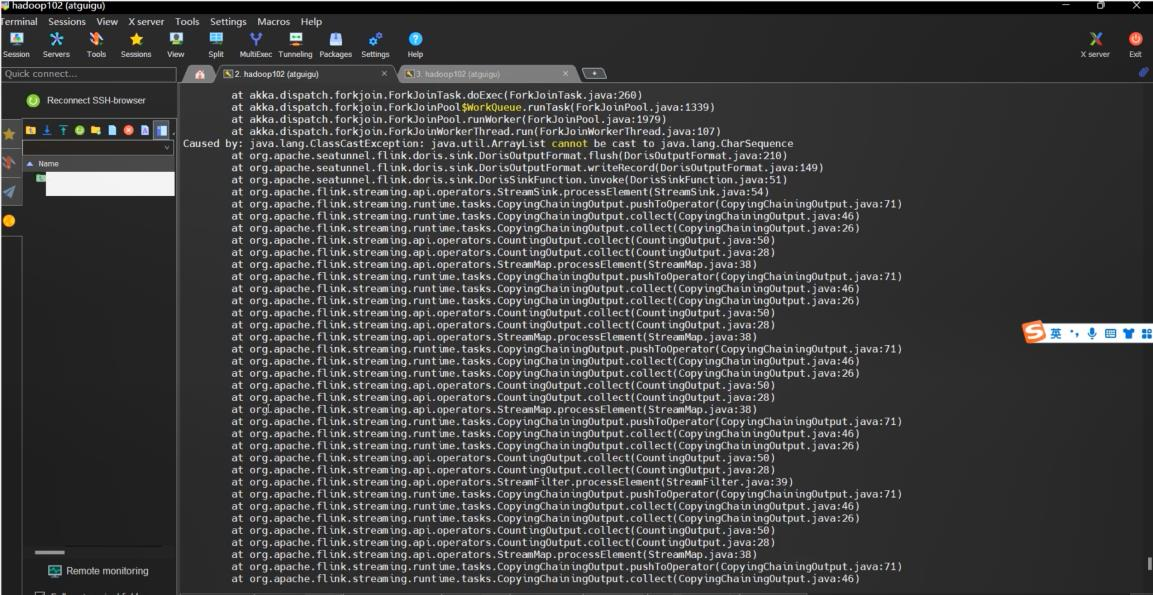 hadoop102 (atguigu)
Terminal Sessions View X server Tools Settings Macros Help
Session Servers Tools Sessions View Split MultiExec Tunneling Packages Settings Help X server Exit
Quick connect...
2. hadoop102 (atguigu)
3. hadoop102 (atguigu)
Reconnect SSH-browser
Name
at akka.dispatch.forkjoin.ForkJoinTask.doExec(ForkJoinTask.java:260)
at akka.dispatch.forkjoin.ForkJoinPool$WorkQueue.runTask(ForkJoinPool.java:1339)
at akka.dispatch.forkjoin.ForkJoinPool.runWorker(ForkJoinPool.java:1979)
at akka.dispatch.forkjoin.ForkJoinWorkerThread.run(ForkJoinWorkerThread.java:107)
Caused by: java.lang.ClassCastException: java.util.ArrayList cannot be cast to java.lang.CharSequence
at org.apache.seatunnel.flink.doris.sink.DorisOutputFormat.flush(DorisOutputFormat.java:210)
at org.apache.seatunnel.flink.doris.sink.DorisOutputFormat.writeRecord(DorisOutputFormat.java:149)
at org.apache.seatunnel.flink.doris.sink.DorisSinkFunction.invoke(DorisSinkFunction.java:51)
at org.apache.flink.streaming.api.operators.StreamSink.processElement(StreamSink.java:54)
at org.apache.flink.streaming.runtime.tasks.CopyingChainingOutput.pushToOperator(CopyingChainingOutput.java:71)
at org.apache.flink.streaming.runtime.tasks.CopyingChainingOutput.collect(CopyingChainingOutput.java:46)
at org.apache.flink.streaming.runtime.tasks.CopyingChainingOutput.collect(CopyingChainingOutput.java:26)
at org.apache.flink.streaming.api.operators.CountingOutput.collect(CountingOutput.java:50)
at org.apache.flink.streaming.api.operators.CountingOutput.collect(CountingOutput.java:28)
at org.apache.flink.streaming.api.operators.StreamMap.processElement(StreamMap.java:38)
at org.apache.flink.streaming.runtime.tasks.CopyingChainingOutput.pushToOperator(CopyingChainingOutput.java:71)
at org.apache.flink.streaming.runtime.tasks.CopyingChainingOutput.collect(CopyingChainingOutput.java:46)
at org.apache.flink.streaming.runtime.tasks.CopyingChainingOutput.collect(CopyingChainingOutput.java:26)
at org.apache.flink.streaming.api.operators.CountingOutput.collect(CountingOutput.java:50)
at org.apache.flink.streaming.api.operators.CountingOutput.collect(CountingOutput.java:28)
at org.apache.flink.streaming.api.operators.StreamMap.processElement(StreamMap.java:38)
at org.apache.flink.streaming.runtime.tasks.CopyingChainingOutput.pushToOperator(CopyingChainingOutput.java:71)
at org.apache.flink.streaming.runtime.tasks.CopyingChainingOutput.collect(CopyingChainingOutput.java:46)
at org.apache.flink.streaming.runtime.tasks.CopyingChainingOutput.collect(CopyingChainingOutput.java:26)
at org.apache.flink.streaming.api.operators.CountingOutput.collect(CountingOutput.java:50)
at org.apache.flink.streaming.api.operators.CountingOutput.collect(CountingOutput.java:28)
at org.apache.flink.streaming.api.operators.StreamMap.processElement(StreamMap.java:38)
at org.apache.flink.streaming.runtime.tasks.CopyingChainingOutput.pushToOperator(CopyingChainingOutput.java:71)
at org.apache.flink.streaming.runtime.tasks.CopyingChainingOutput.collect(CopyingChainingOutput.java:46)
at org.apache.flink.streaming.runtime.tasks.CopyingChainingOutput.collect(CopyingChainingOutput.java:26)
at org.apache.flink.streaming.api.operators.CountingOutput.collect(CountingOutput.java:50)
at org.apache.flink.streaming.api.operators.CountingOutput.collect(CountingOutput.java:28)
at org.apache.flink.streaming.api.operators.StreamFilter.processElement(StreamFilter.java:39)
at org.apache.flink.streaming.runtime.tasks.CopyingChainingOutput.pushToOperator(CopyingChainingOutput.java:71)
at org.apache.flink.streaming.runtime.tasks.CopyingChainingOutput.collect(CopyingChainingOutput.java:46)
at org.apache.flink.streaming.runtime.tasks.CopyingChainingOutput.collect(CopyingChainingOutput.java:26)
at org.apache.flink.streaming.api.operators.CountingOutput.collect(CountingOutput.java:50)
at org.apache.flink.streaming.api.operators.CountingOutput.collect(CountingOutput.java:28)
at org.apache.flink.streaming.api.operators.StreamMap.processElement(StreamMap.java:38)
at org.apache.flink.streaming.runtime.tasks.CopyingChainingOutput.pushToOperator(CopyingChainingOutput.java:71)
at org.apache.flink.streaming.runtime.tasks.CopyingChainingOutput.collect(CopyingChainingOutput.java:46)
英
Remote monitoring